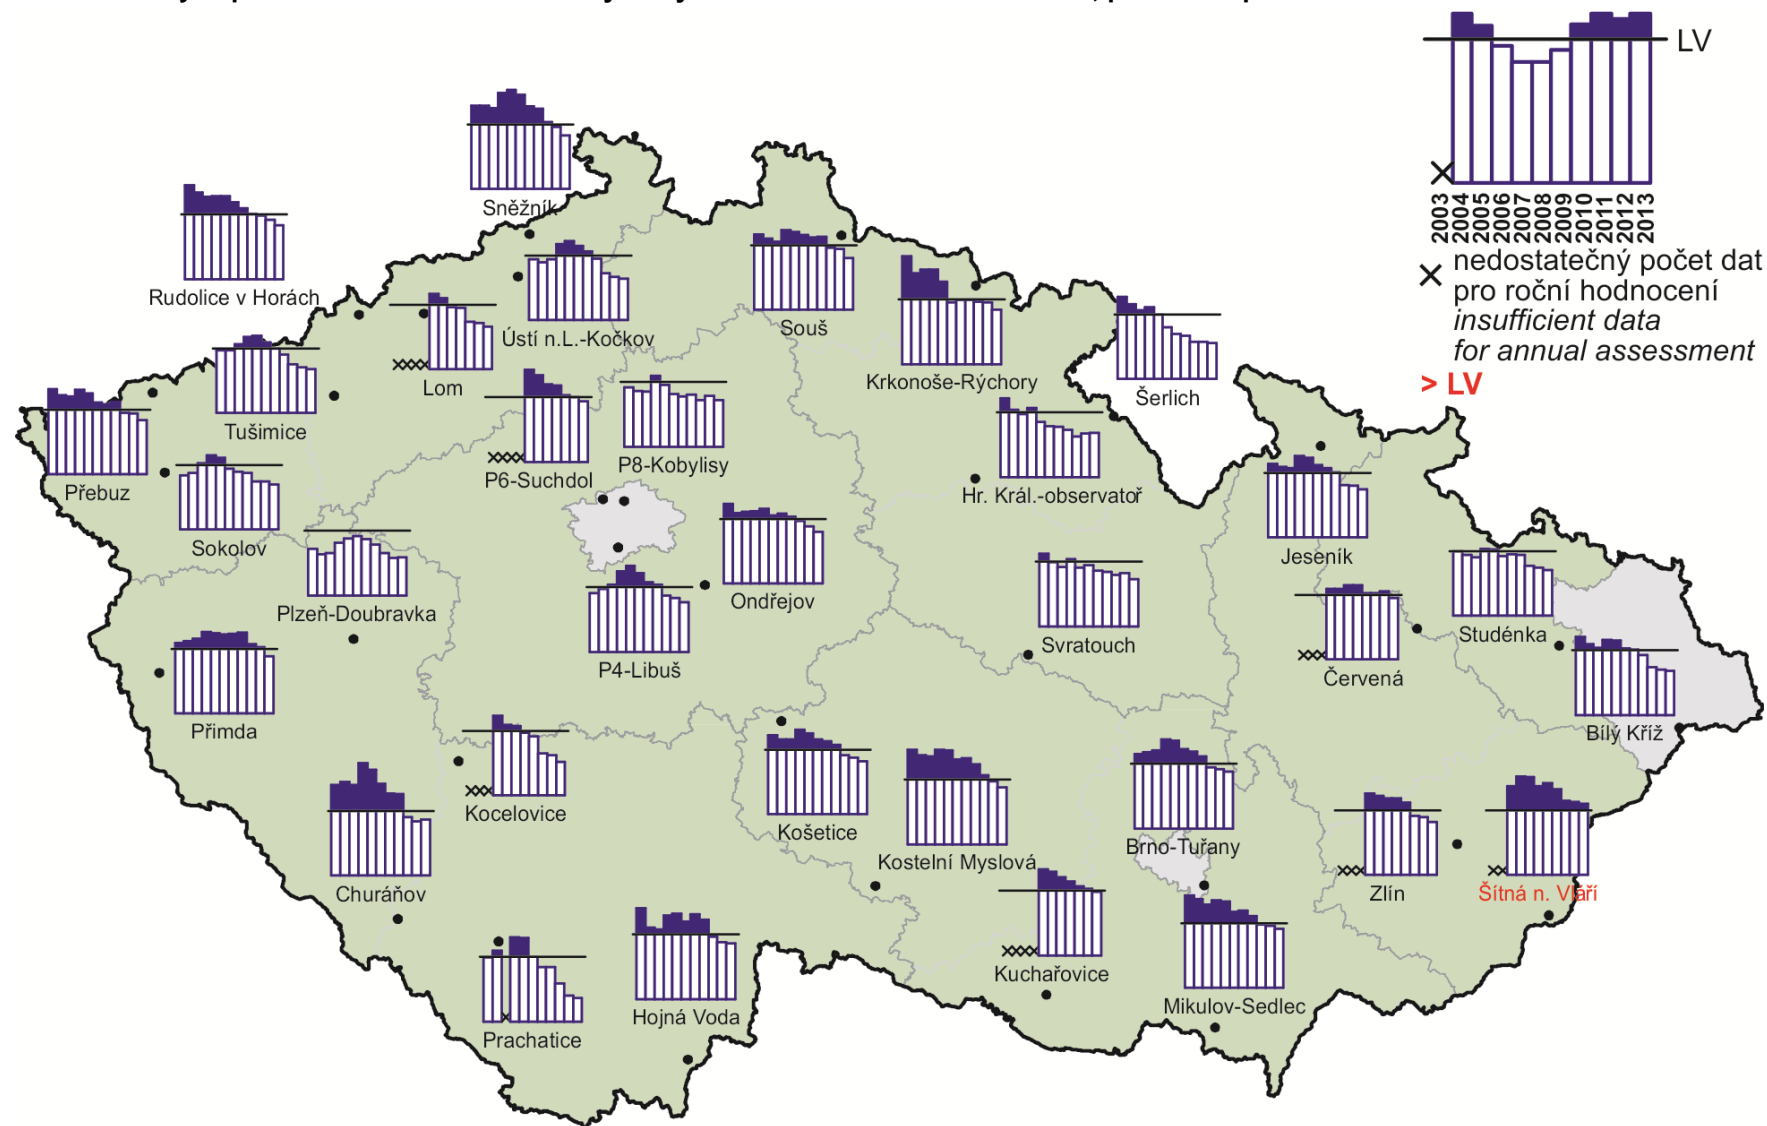 LV
2003
2004
2005
2006
2007
2008
2009
2010
2011
2012
2013
nedostatečný počet dat
pro roční hodnocení
insufficient data
for annual assessment
> LV
Sněžník
Rudolice v Horách
Ústí n.L.-Kočkov
Souš
Lom
Krkonoše-Rýchory
Šerlich
Tušimice
P8-Kobylisy
P6-Suchdol
Přebuz
Hr. Král.-observatoř
Sokolov
Jeseník
Plzeň-Doubravka
Ondřejov
Studénka
Svratouch
P4-Libuš
Červená
Přimda
Bílý Kříž
Kocelovice
Košetice
Brno-Tuřany
Kostelní Myslová
Churáňov
Zlín
Šítná n. Vláří
Kuchařovice
Mikulov-Sedlec
Hojná Voda
Prachatice